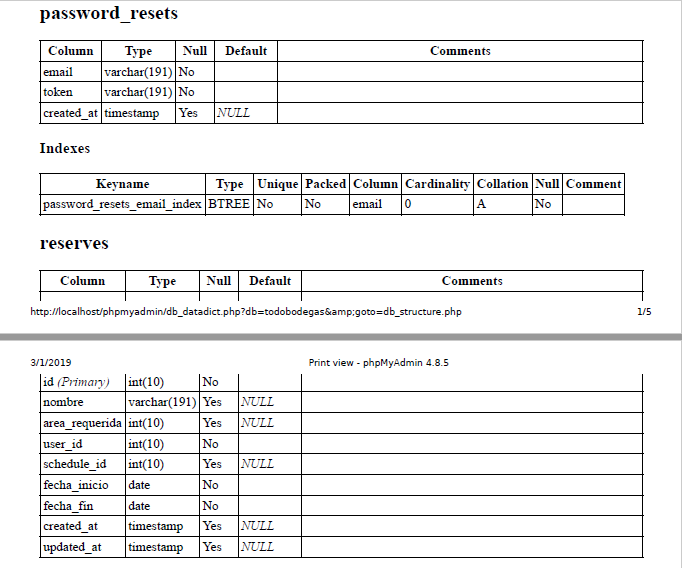 password_resets
Column Type Null Default Comments
email varchar(191) No
token varchar(191) No
created_at timestamp Yes NULL
Indexes
Keyname Type Unique Packed Column Cardinality Collation Null Comment
password_resets_email_index BTREE No No email 0 A No
reserves
Column Type Null Default Comments
http://localhost/phpmyadmin/db_datadict.php?db=todobodegas&amp;goto=db_structure.php 1/5
3/1/2019 Print view - phpMyAdmin 4.8.5
id (Primary) int(10) No
nombre varchar(191) Yes NULL
area_requerida int(10) Yes NULL
user_id int(10) No
schedule_id int(10) Yes NULL
fecha_inicio date No
fecha_fin date No
created_at timestamp Yes NULL
updated_at timestamp Yes NULL